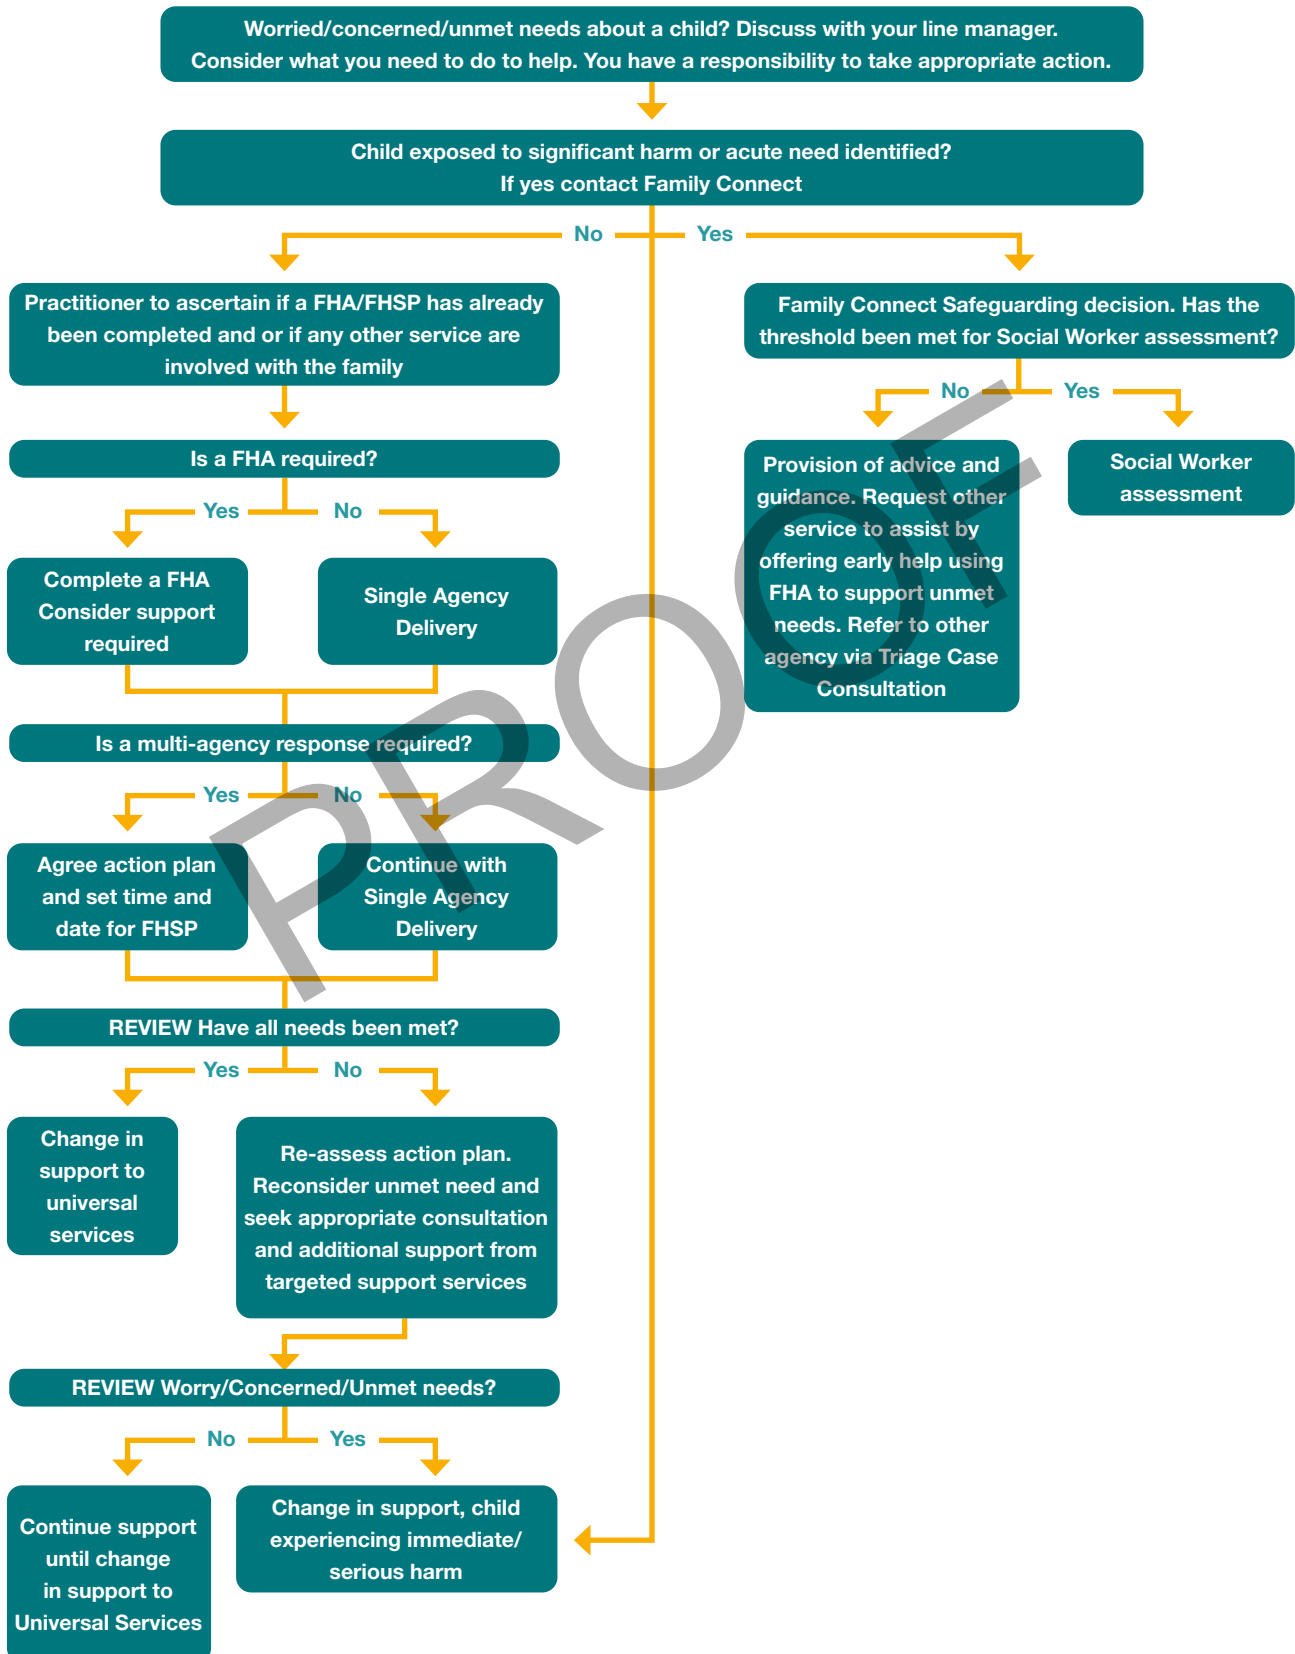 Worried/concerned/unmet needs about a child? Discuss with your line manager.
Consider what you need to do to help. You have a responsibility to take appropriate action.
Child exposed to significant harm or acute need identified?
If yes contact Family Connect
No
Yes
Practitioner to ascertain if a FHA/FHSP has already
been completed and or if any other service are
involved with the family
Family Connect Safeguarding decision. Has the
threshold been met for Social Worker assessment?
No
Yes
Is a FHA required?
Provision of advice and
guidance. Request other
service to assist by
offering early help using
FHA to support unmet
needs. Refer to other
agency via Triage Case
Consultation
Social Worker
assessment
Yes
No
Complete a FHA
Consider support
required
Single Agency
Delivery
Is a multi-agency response required?
Yes
No
Agree action plan
and set time and
date for FHSP
Continue with
Single Agency
Delivery
REVIEW Have all needs been met?
Yes
No
Change in
support to
universal
services
Re-assess action plan.
Reconsider unmet need and
seek appropriate consultation
and additional support from
targeted support services
REVIEW Worry/Concerned/Unmet needs?
No
Yes
Continue support
until change
in support to
Universal Services
Change in support, child
experiencing immediate/
serious harm
PROOF